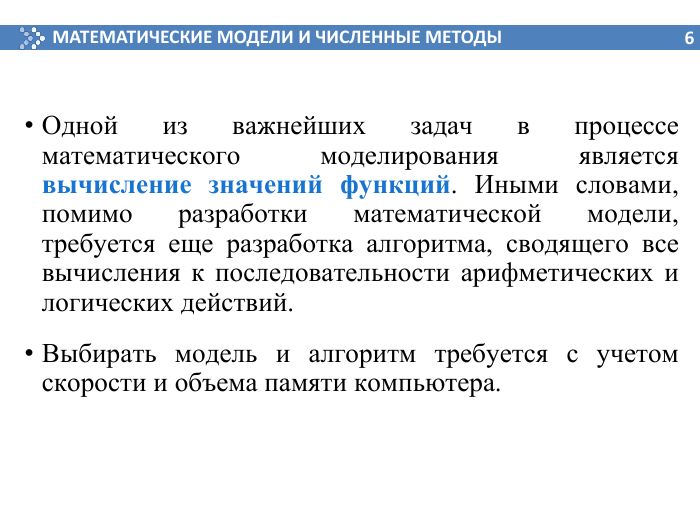 МАТЕМАТИЧЕСКИЕ МОДЕЛИ И ЧИСЛЕННЫЕ МЕТОДЫ 6
• Одной из важнейших задач в процессе
математического моделирования является
вычисление значений функций. Иными словами,
помимо разработки математической модели,
требуется еще разработка алгоритма, сводящего все
вычисления к последовательности арифметических и
логических действий.
• Выбирать модель и алгоритм требуется с учетом
скорости и объема памяти компьютера.